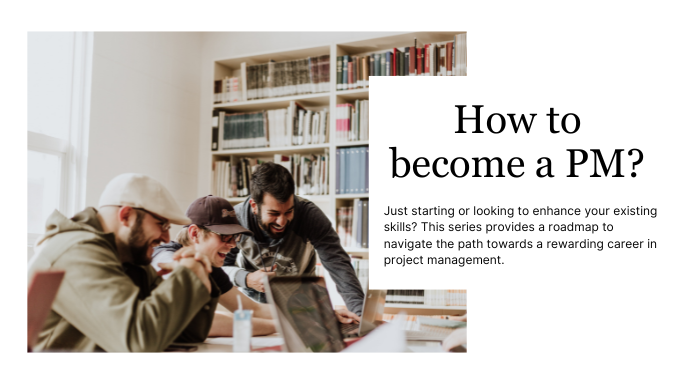 How to
become a PM?
Just starting or looking to enhance your existing
skills? This series provides a roadmap to
navigate the path towards a rewarding career in
project management.